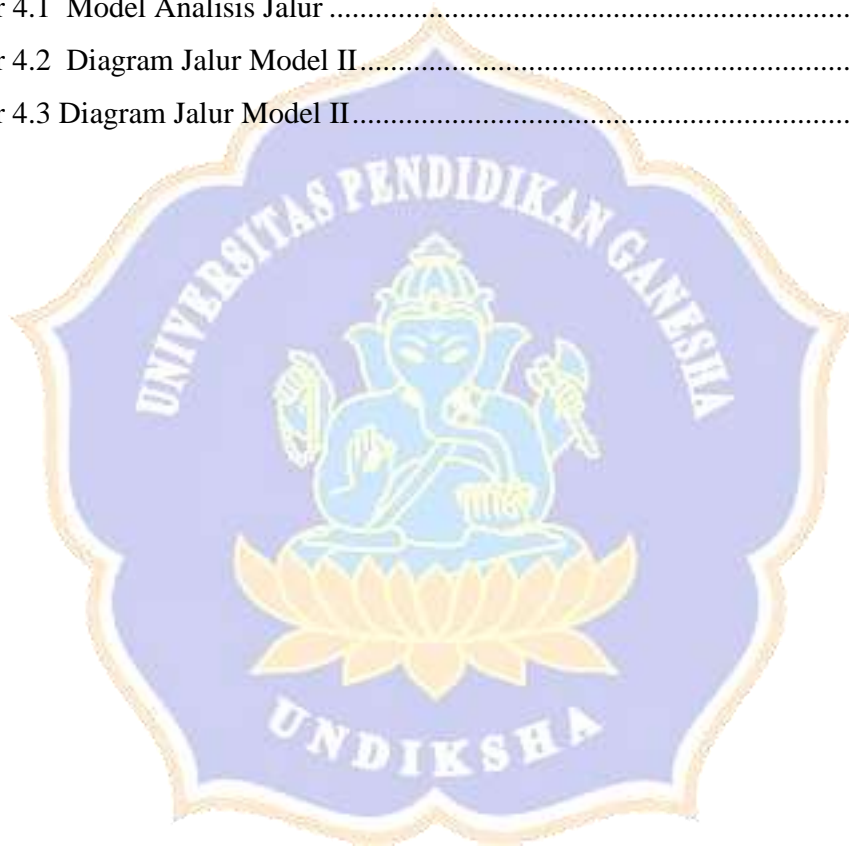 r 4.1 Model Analisis Jalur ........................................................................
r 4.2 Diagram Jalur Model II....................................................................
r 4.3 Diagram Jalur Model II.....................................................................
UNIVERSITAS PENDIDIKAN GANESHA
UNDIKSHA